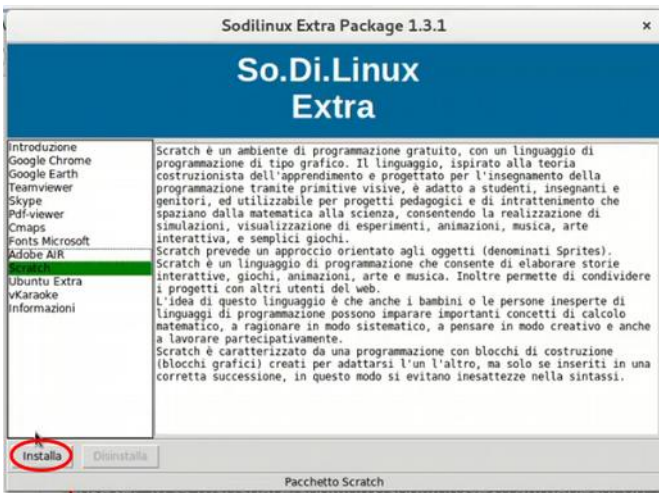 Sodilinux Extra Package 1.3.1
×
So.Di.Linux
Extra
Introduzione
Google Chrome
Google Earth
Teamviewer
Skype
Pdf-viewer
Cmaps
Fonts Microsoft
Adobe AIR
Scratch
Ubuntu Extra
vKaraoke
Informazioni
Scratch è un ambiente di programmazione gratuito, con un linguaggio di
programmazione di tipo grafico. Il linguaggio, ispirato alla teoria
costruzionista dell'apprendimento e progettato per l'insegnamento della
programmazione tramite primitive visive, è adatto a studenti, insegnanti e
genitori, ed utilizzabile per progetti pedagogici e di intrattenimento che
spaziano dalla matematica alla scienza, consentendo la realizzazione di
simulazioni, visualizzazione di esperimenti, animazioni, musica, arte
interattiva, e semplici giochi.
Scratch prevede un approccio orientato agli oggetti (denominati Sprites).
Scratch è un linguaggio di programmazione che consente di elaborare storie
interattive, giochi, animazioni, arte e musica. Inoltre permette di condividere
i progetti con altri utenti del web.
L'idea di questo linguaggio è che anche i bambini o le persone inesperte di
linguaggi di programmazione possono imparare importanti concetti di calcolo
matematico, a ragionare in modo sistematico, a pensare in modo creativo e anche
a lavorare partecipativamente.
Scratch è caratterizzato da una programmazione con blocchi di costruzione
(blocchi grafici) creati per adattarsi l'un l'altro, ma solo se inseriti in una
corretta successione, in questo modo si evitano inesattezze nella sintassi.
Installa
Disinstalla
Pacchetto Scratch